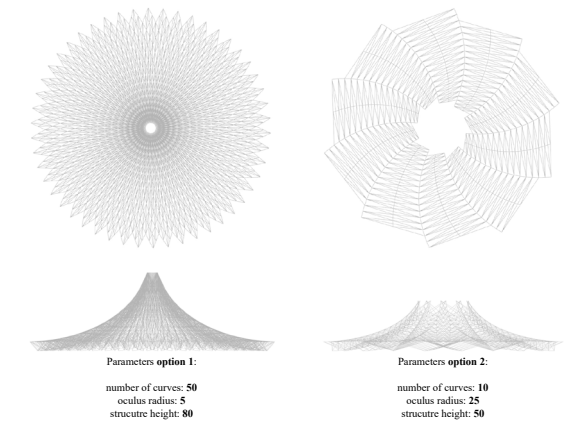 Parameters option 1:
number of curves: 50
oculus radius: 5
strucutre height: 80
Parameters option 2:
number of curves: 10
oculus radius: 25
strucutre height: 50